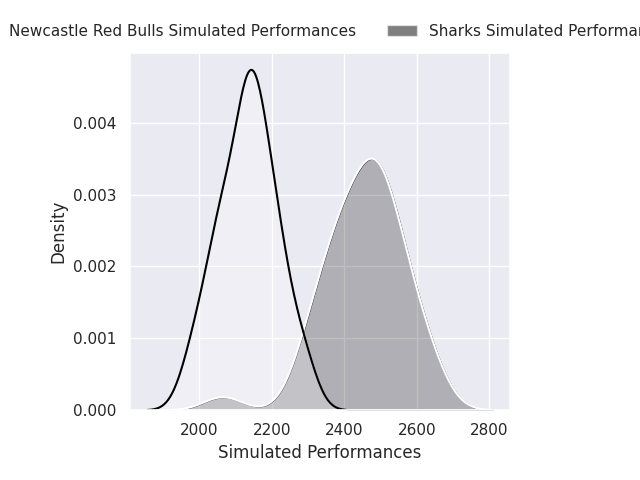 Newcastle Red Bulls Simulated Performances
Sharks Simulated
Density
0.004
0.003
0.002
0.001
0.000
2000 2200 2400 2600 2800
Simulated Performances